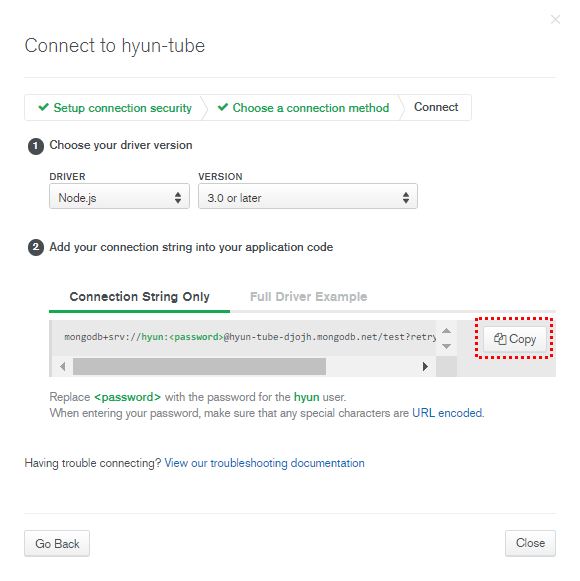 Connect to hyun-tube
Setup connection security
Choose a connection method
Connect
1 Choose your driver version
DRIVER
VERSION
Node.js
3.0 or later
2 Add your connection string into your application code
Connection String Only
Full Driver Example
mongodb+srv://hyun:<password>@hyun-tube-djojh.mongodb.net/test?retry
Copy
Replace <password> with the password for the hyun user.
When entering your password, make sure that any special characters are URL encoded.
Having trouble connecting? View our troubleshooting documentation
Go Back
Close